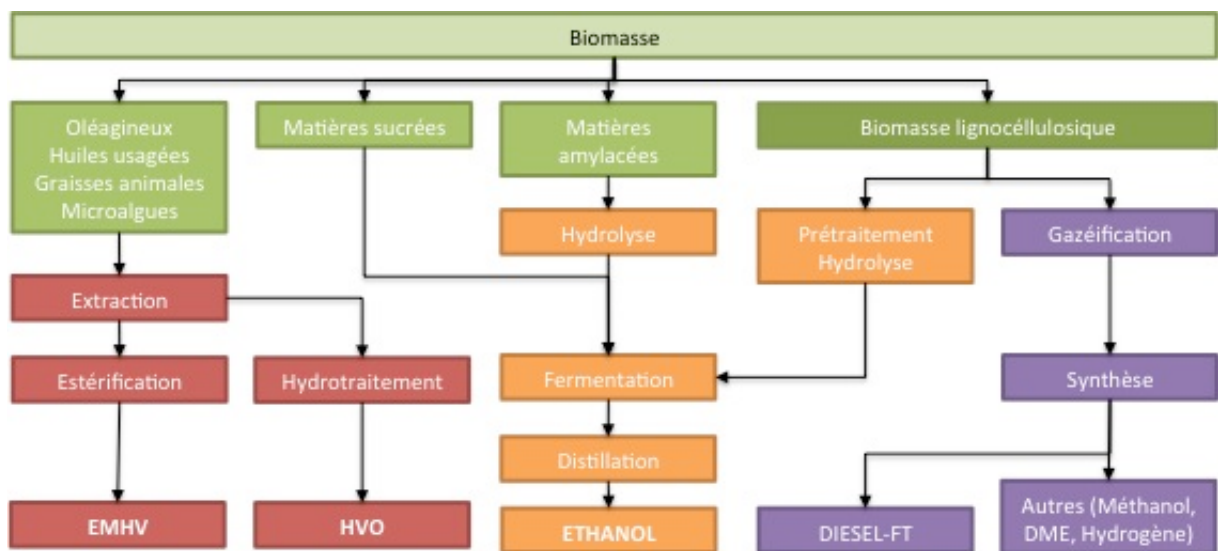 Biomasse
Oléagineux
Huiles usagées
Graisses animales
Microalgues
Matières sucrées
Matières
amylacées
Biomasse lignocéllulosique
Hydrolyse
Prétraitement
Hydrolyse
Gazéification
Extraction
Estérification
Hydrotraitement
Fermentation
Synthèse
Distillation
EMHV
HVO
ETHANOL
DIESEL-FT
Autres (Méthanol,
DME, Hydrogène)